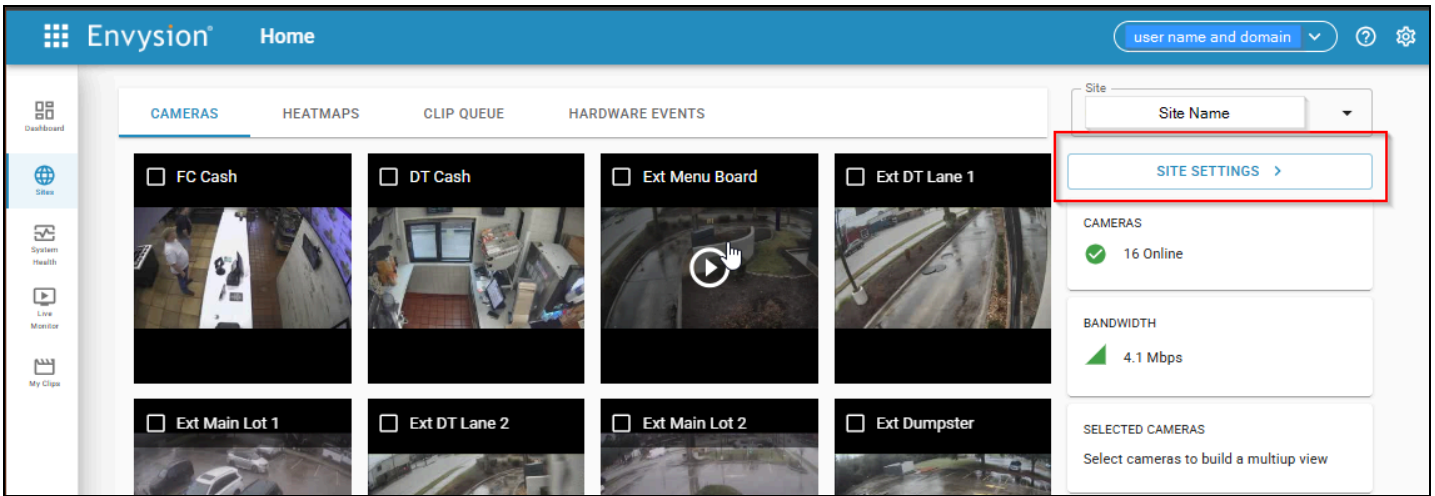 Envysion®
Home
user name and domain
Dashboard
Sites
System
Health
Live
Monitor
My Clips
CAMERAS
HEATMAPS
CLIP QUEUE
HARDWARE EVENTS
FC Cash
DT Cash
Ext Menu Board
Ext DT Lane 1
Ext Main Lot 1
Ext DT Lane 2
Ext Main Lot 2
Ext Dumpster
Site
Site Name
SITE SETTINGS >
CAMERAS
16 Online
BANDWIDTH
4.1 Mbps
SELECTED CAMERAS
Select cameras to build a multiup view